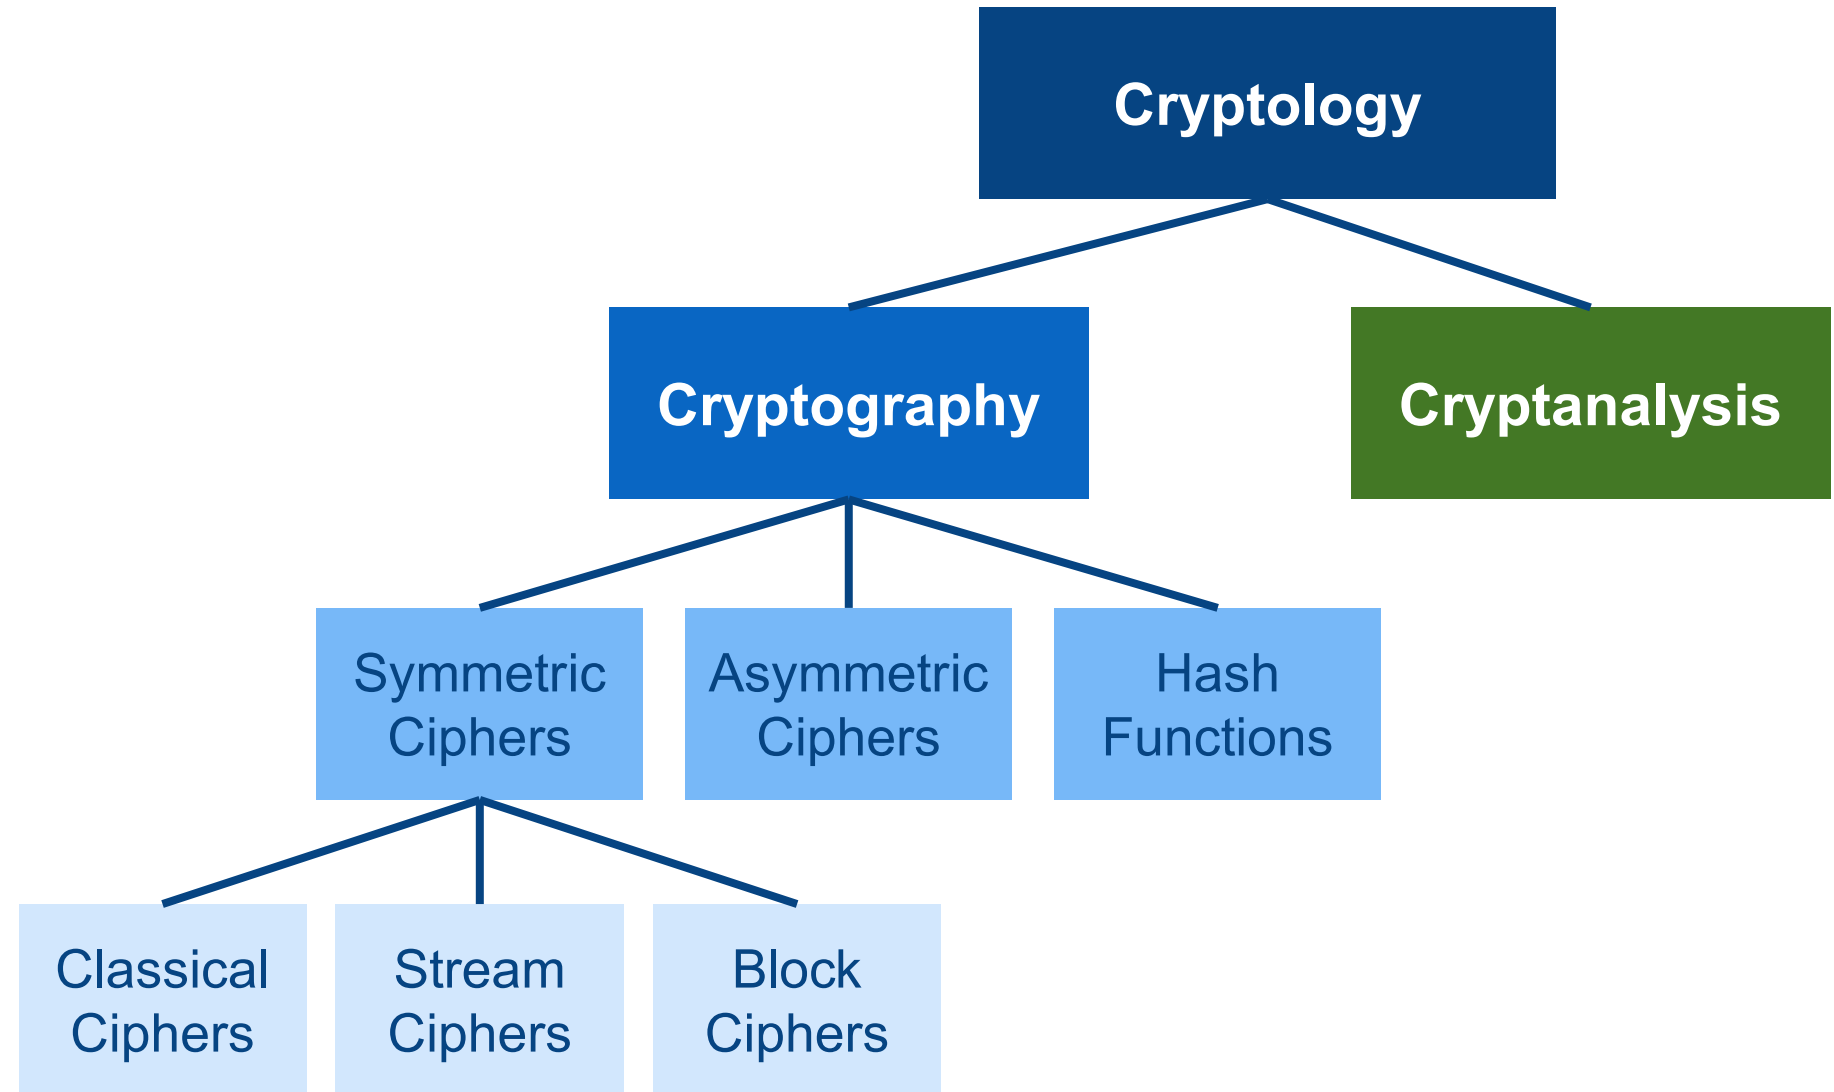 Cryptology
Cryptography
Cryptanalysis
Symmetric
Ciphers
Asymmetric
Ciphers
Hash
Functions
Classical
Ciphers
Stream
Ciphers
Block
Ciphers